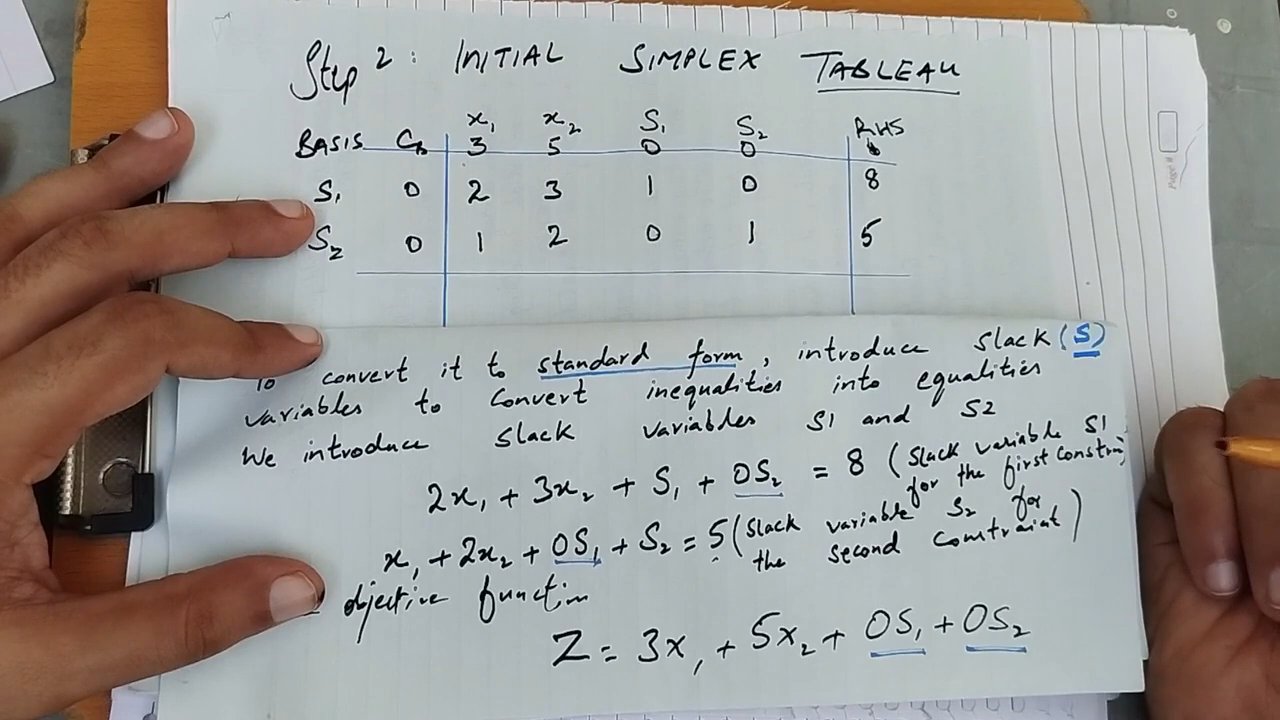 Step 2: INITIAL SIMPLEX TABLEAU
x₁ x₂ S₁ S₂ RHS
BASIS C_B 3 5 0 0
S₁ 0 2 3 1 0 8
S₂ 0 1 2 0 1 5
To convert it to standard form, introduce slack (S)
variables to convert inequalities into equalities
We introduce slack variables S1 and S2
2x₁ + 3x₂ + S₁ + 0S₂ = 8 (Slack variable S1
for the first
x₁ + 2x₂ + 0S₁ + S₂ = 5 (Slack variable S₂ for
the second constraint)
objective function
Z = 3x₁ + 5x₂ + 0S₁ + 0S₂